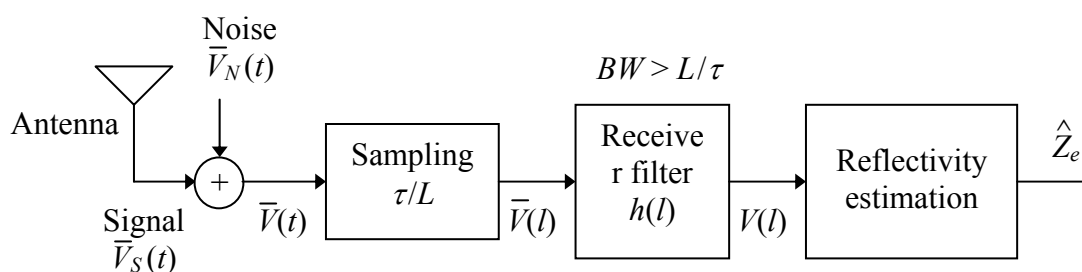 Noise
V̅_N(t)
Antenna
Signal
V̅_S(t)
+
V̅(t)
Sampling
τ/L
V̅(l)
BW > L/τ
Receive
r filter
h(l)
V(l)
Reflectivity
estimation
Ẑ_e